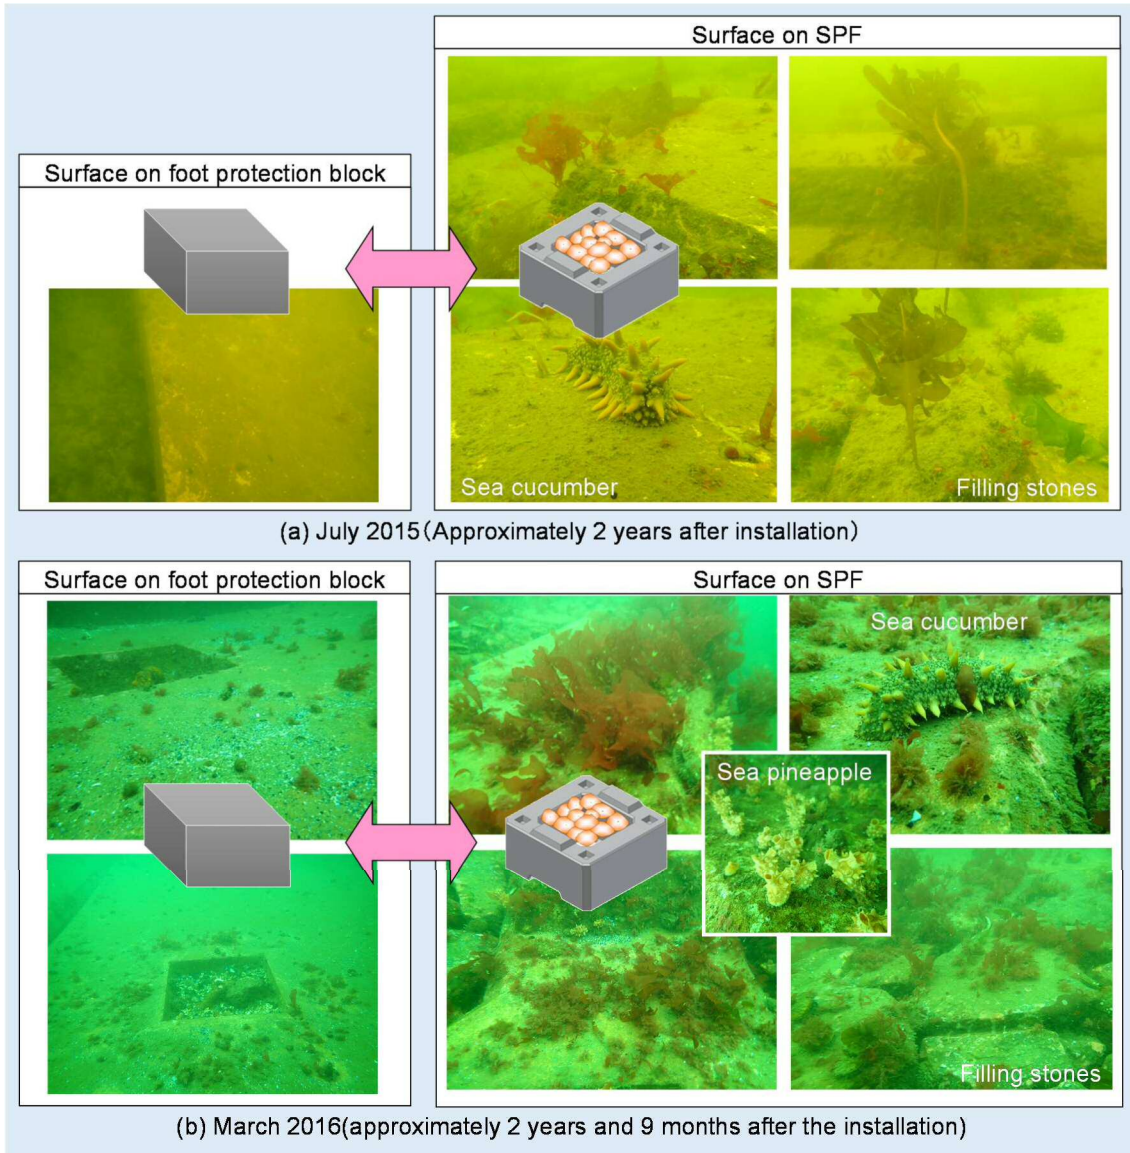 Surface on SPF
Surface on foot protection block
Sea cucumber
Filling stones
(a) July 2015(Approximately 2 years after installation)
Surface on foot protection block
Surface on SPF
Sea cucumber
Sea pineapple
Filling stones
(b) March 2016(approximately 2 years and 9 months after the installation)